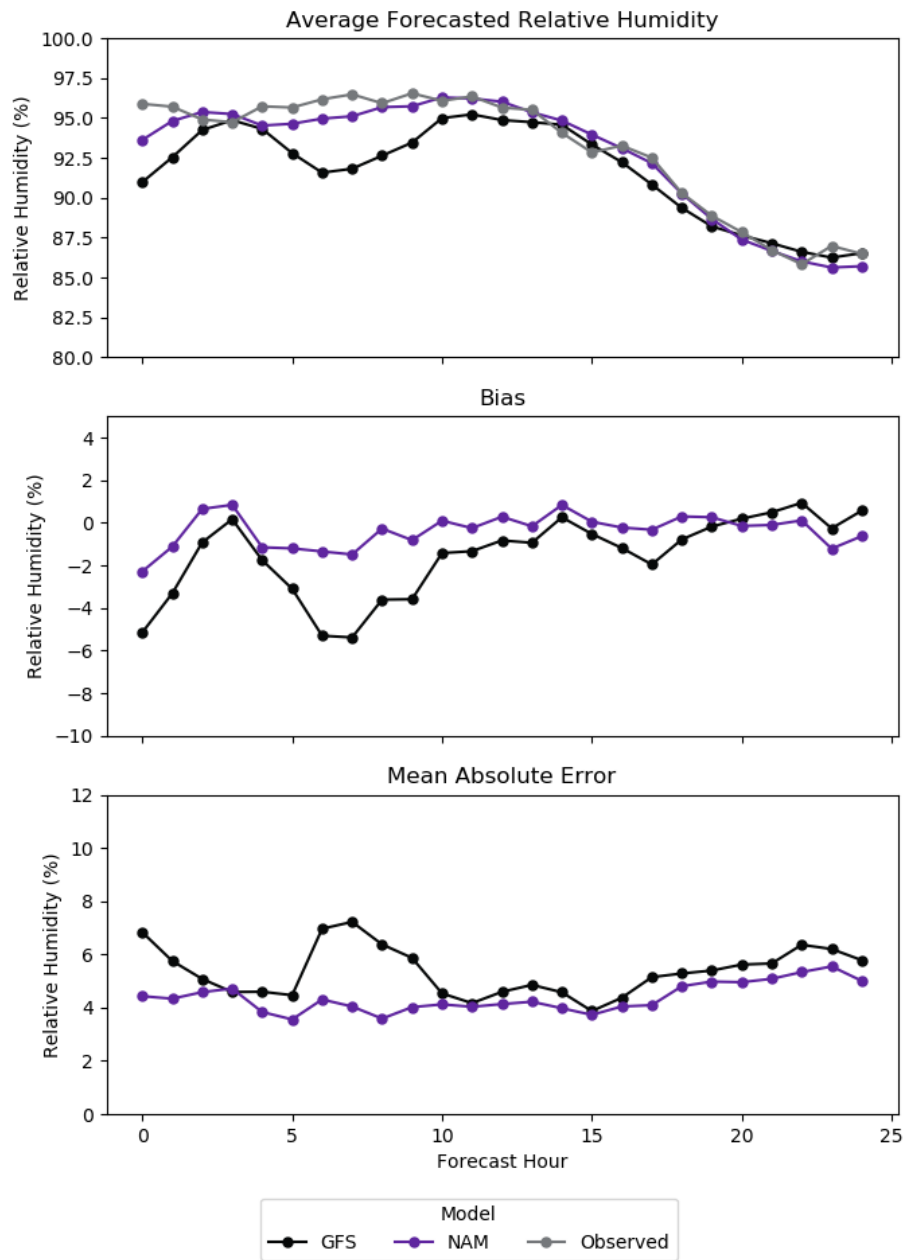 Average Forecasted Relative Humidity
100.0
97.5
95.0
92.5
90.0
87.5
85.0
82.5
80.0
Relative Humidity (%)
Bias
4
2
0
−2
−4
−6
−8
−10
Relative Humidity (%)
Mean Absolute Error
12
10
8
6
4
2
0
Relative Humidity (%)
0 5 10 15 20 25
Forecast Hour
Model
GFS NAM Observed